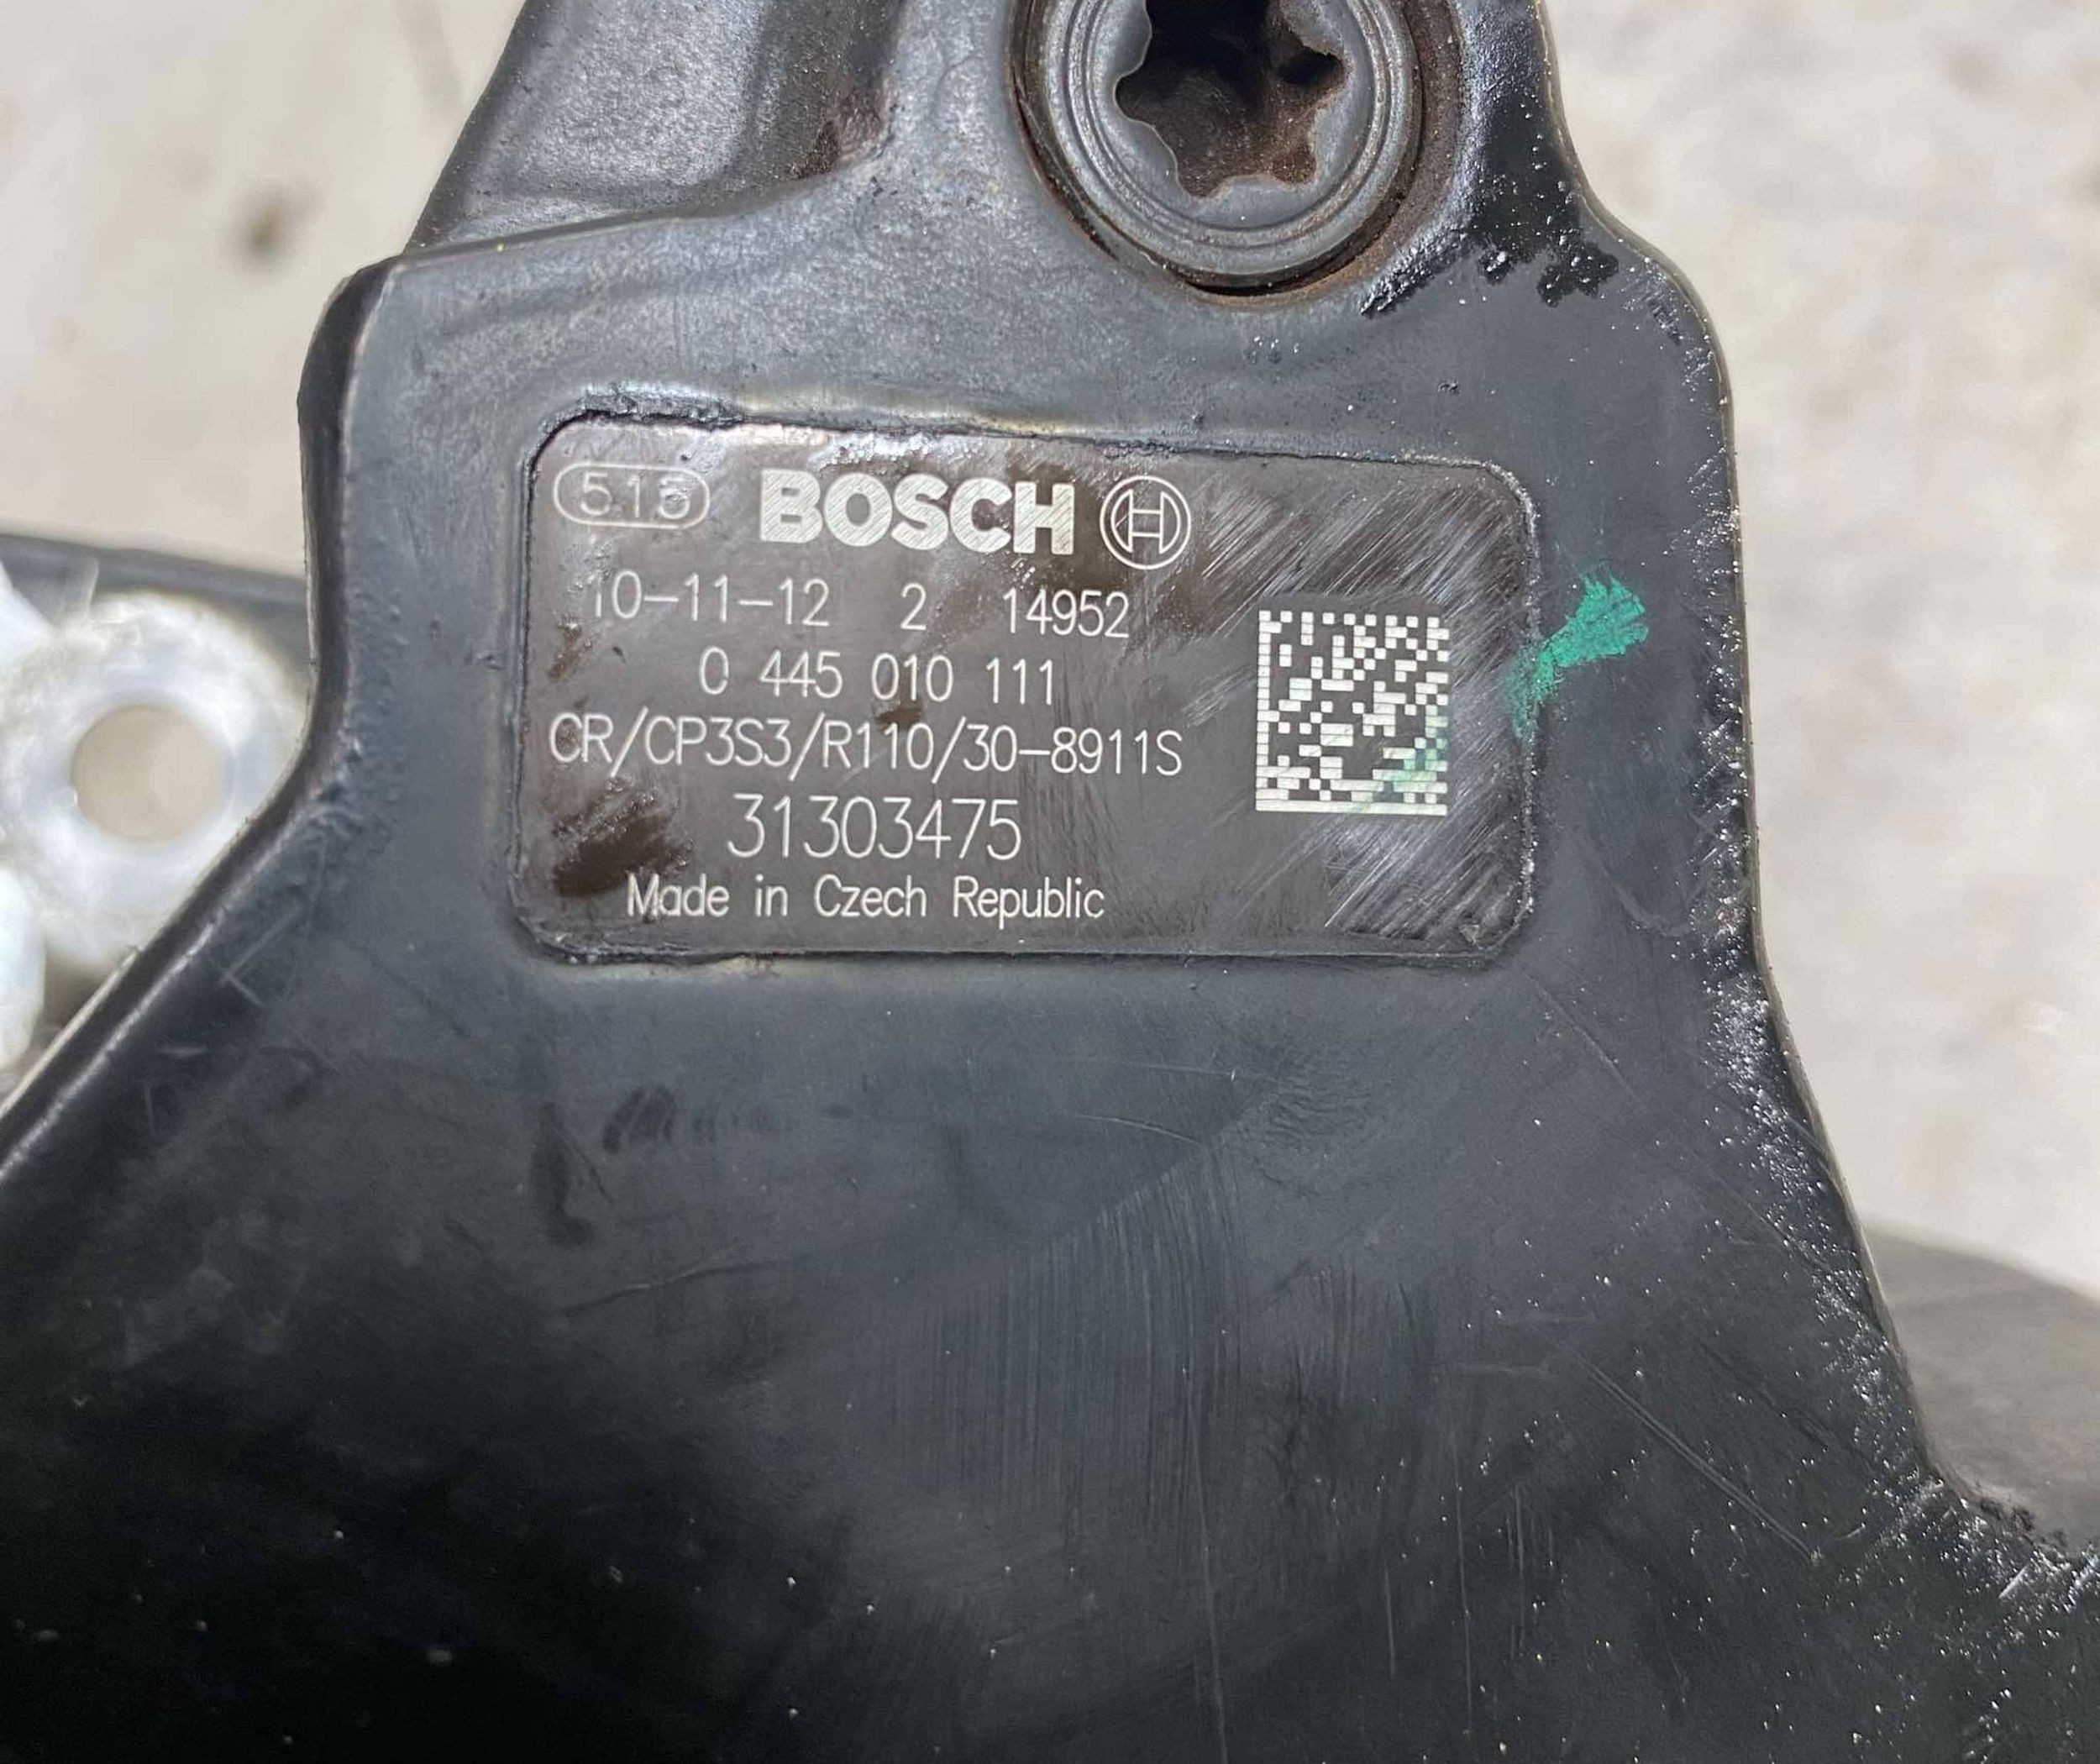 515 BOSCH
10-11-12 2 14952
0 445 010 111
CR/CP3S3/R110/30-8911S
31303475
Made in Czech Republic